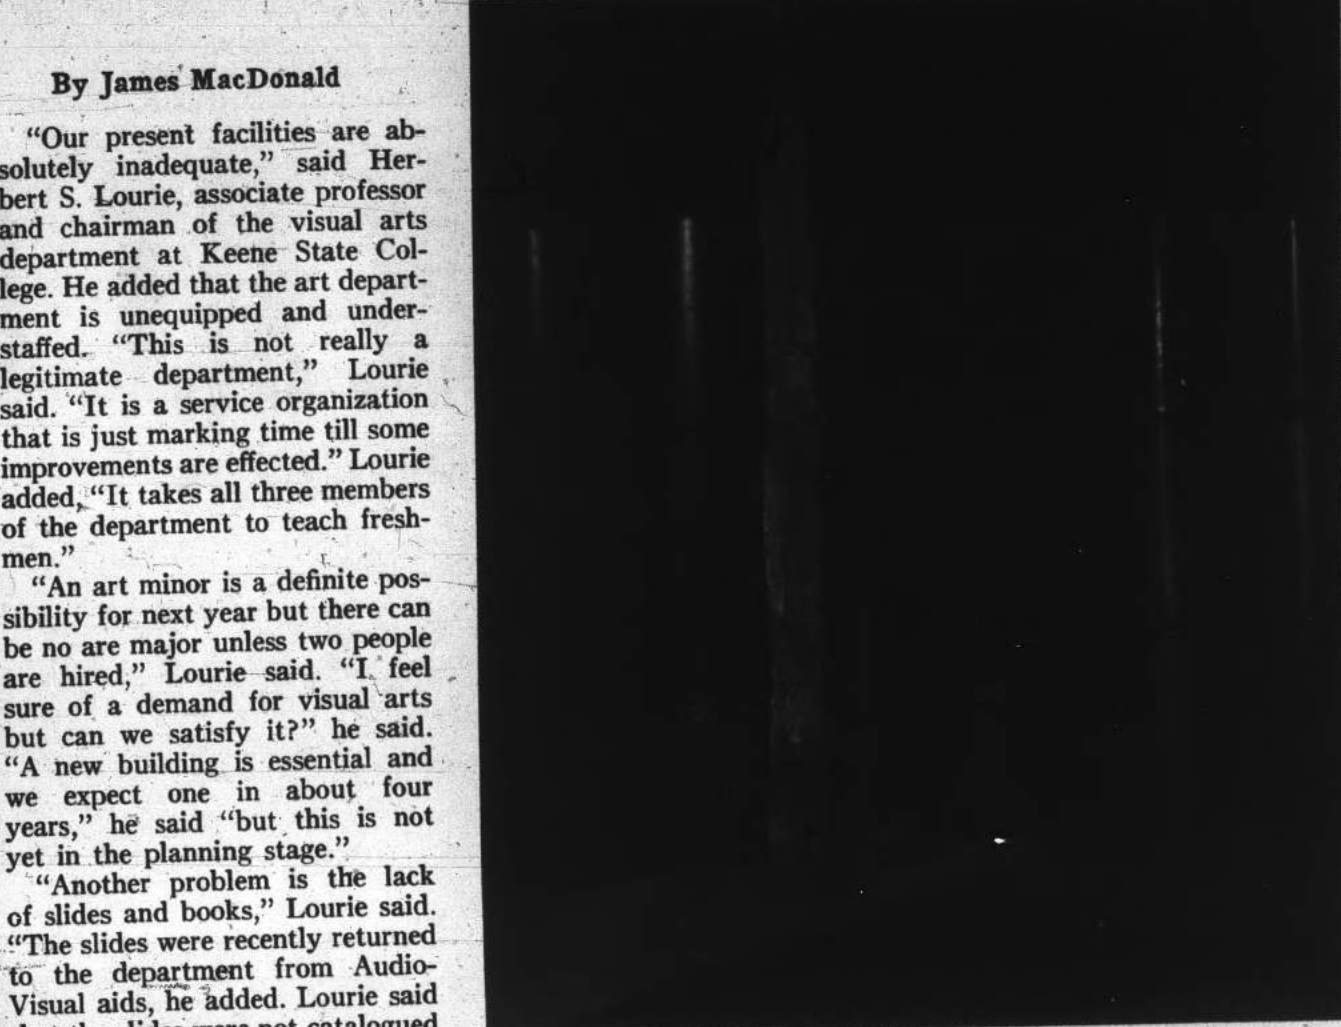 By James MacDonald
"Our present facilities are ab-
solutely inadequate," said Her-
bert S. Lourie, associate professor
and chairman of the visual arts
department at Keene State Col-
lege. He added that the art depart-
ment is unequipped and under-
staffed. "This is not really a
legitimate department," Lourie
said. "It is a service organization
that is just marking time till some
improvements are effected." Lourie
added, "It takes all three members
of the department to teach fresh-
men."
"An art minor is a definite pos-
sibility for next year but there can
be no are major unless two people
are hired," Lourie said. "I feel
sure of a demand for visual arts
but can we satisfy it?" he said.
"A new building is essential and
we expect one in about four
years," he said "but this is not
yet in the planning stage."
"Another problem is the lack
of slides and books," Lourie said.
"The slides were recently returned
to the department from Audio-
Visual aids, he added. Lourie said
that the slides were not catalogued